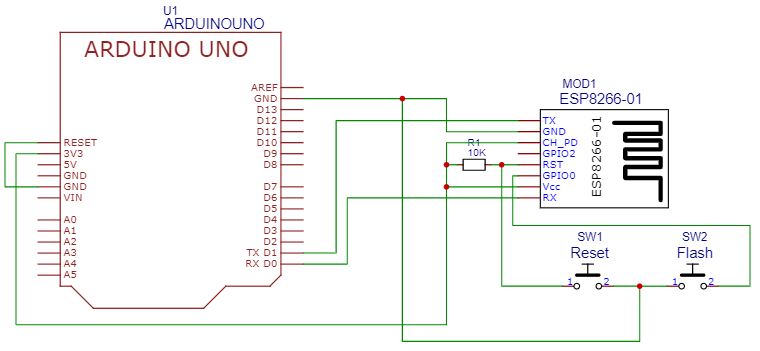 U1
ARDUINOUNO
ARDUINO UNO
AREF
GND
D13
D12
D11
D10
D9
D8
D7
D6
D5
D4
D3
D2
TX D1
RX D0
RESET
3V3
5V
GND
GND
VIN
A0
A1
A2
A3
A4
A5
MOD1
ESP8266-01
TX
GND
CH_PD
GPIO2
RST
GPIO0
Vcc
RX
ESP8266-01
R1
10K
SW1
Reset
1 2
SW2
Flash
1 2